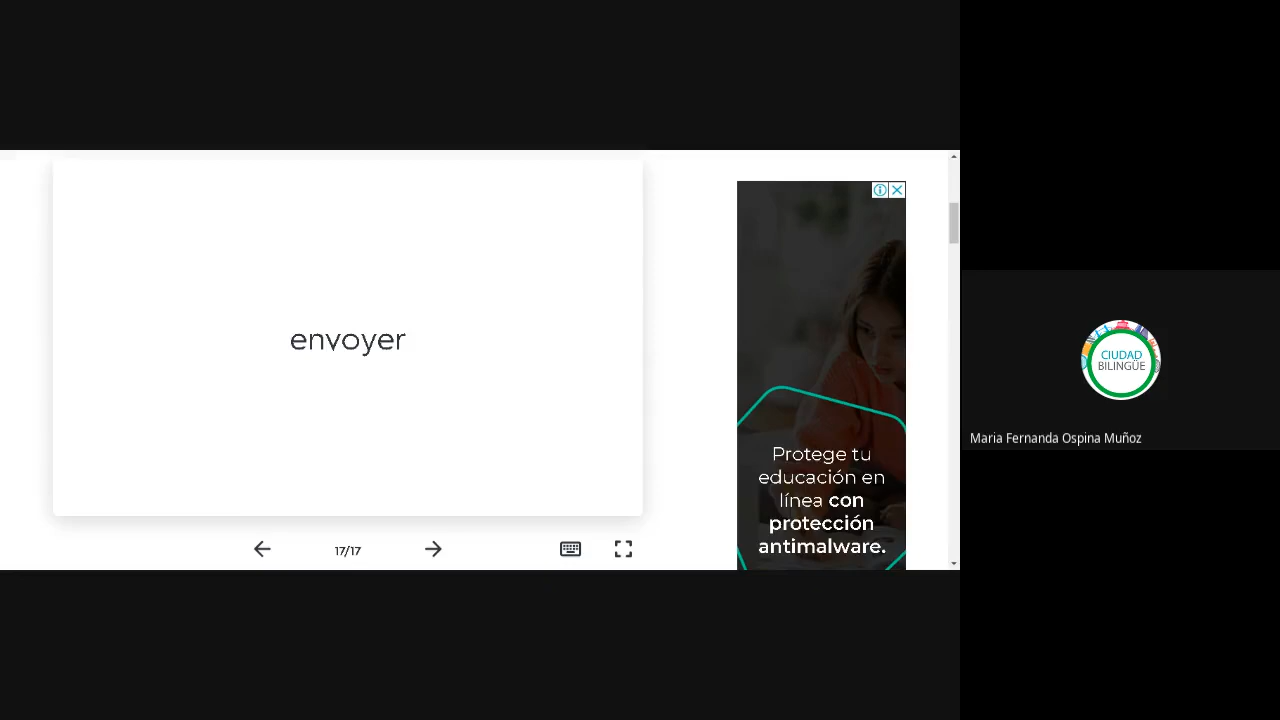 envoyer
17/17
Protege tu
educación en
línea con
protección
antimalware.
CIUDAD
BILINGÜE
Maria Fernanda Ospina Muñoz